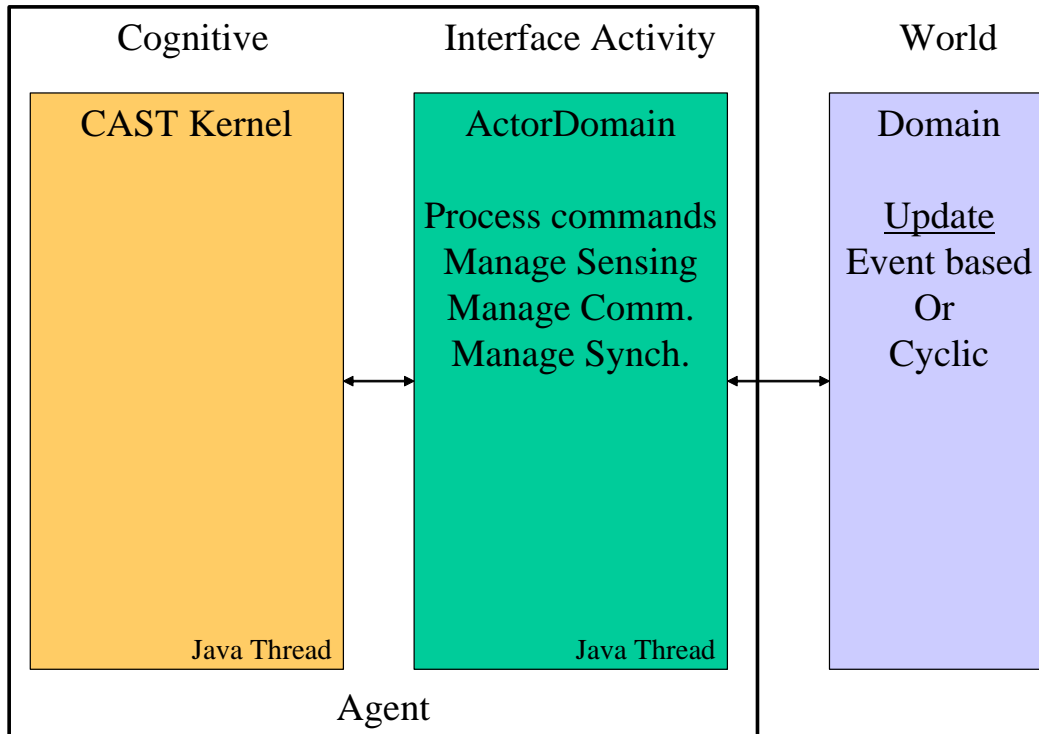 Cognitive
Interface Activity
World
CAST Kernel
ActorDomain
Domain
Process commands
Manage Sensing
Manage Comm.
Manage Synch.
Update
Event based
Or
Cyclic
Java Thread
Java Thread
Agent